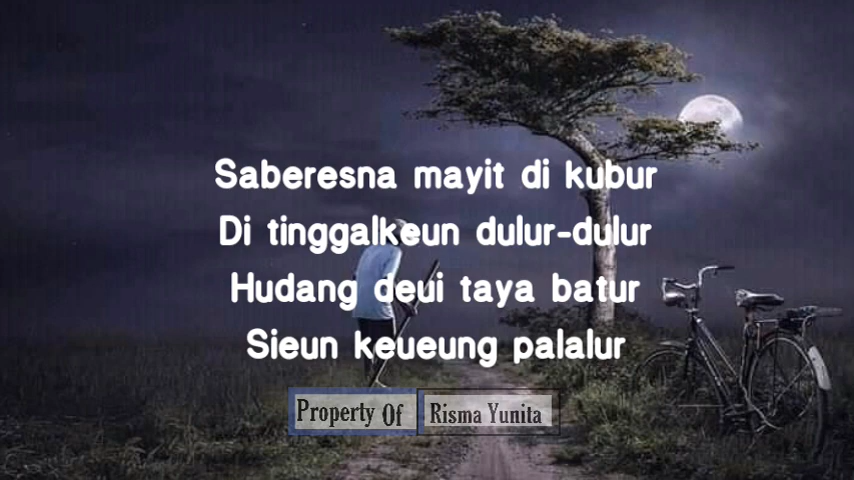 Saberesna mayit di kubur
Di tinggalkeun dulur-dulur
Hudang deui taya batur
Sieun keueung palalur
Property Of Risma Yunita